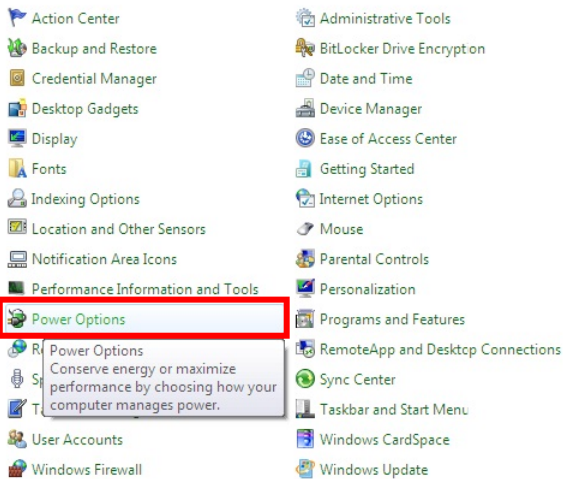 Action Center
Administrative Tools
Backup and Restore
BitLocker Drive Encrypt on
Credential Manager
Date and Time
Desktop Gadgets
Device Manager
Display
Ease of Access Center
Fonts
Getting Started
Indexing Options
Internet Options
Location and Other Sensors
Mouse
Notification Area Icons
Parental Controls
Performance Information and Tools
Personalization
Power Options
Programs and Features
Power Options
Conserve energy or maximize
performance by choosing how your
computer manages power.
RemoteApp and Desktop Connections
Sync Center
Taskbar and Start Menu
User Accounts
Windows CardSpace
Windows Firewall
Windows Update